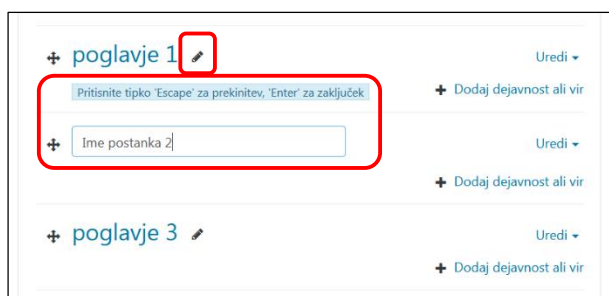 poglavje 1
Uredi
Pritisnite tipko 'Escape' za prekinitev, 'Enter' za zaključek
Dodaj dejavnost ali vir
Ime postanka 2
Uredi
Dodaj dejavnost ali vir
poglavje 3
Uredi
Dodaj dejavnost ali vir